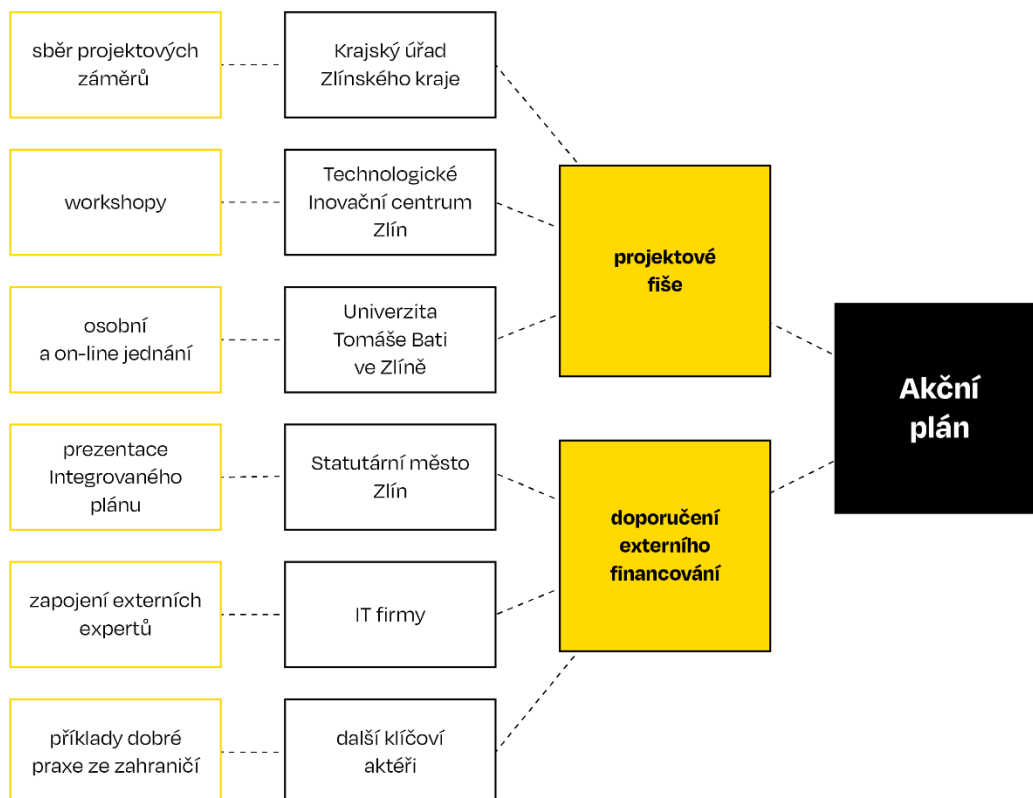 sběr projektových
záměrů
Krajský úřad
Zlínského kraje
workshopy
Technologické
Inovační centrum
Zlín
osobní
a on-line jednání
Univerzita
Tomáše Bati
ve Zlíně
prezentace
Integrovaného
plánu
Statutární město
Zlín
zapojení externích
expertů
IT firmy
příklady dobré
praxe ze zahraničí
další klíčoví
aktéři
projektové
fiše
doporučení
externího
financování
Akční
plán